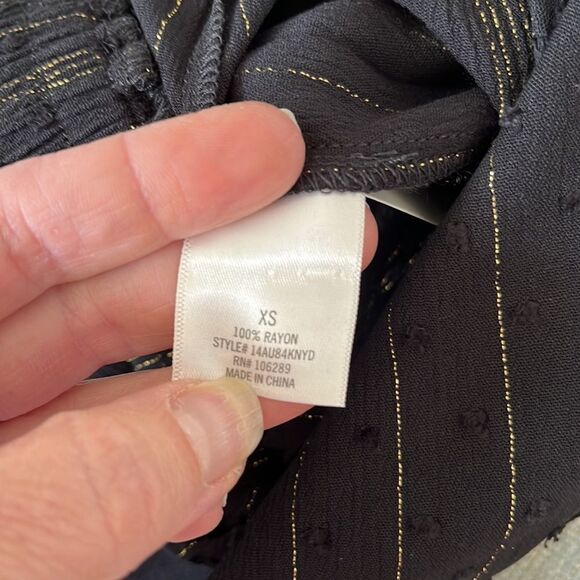 XS
100% RAYON
STYLE# 14AU84KNYD
RN# 106289
MADE IN CHINA